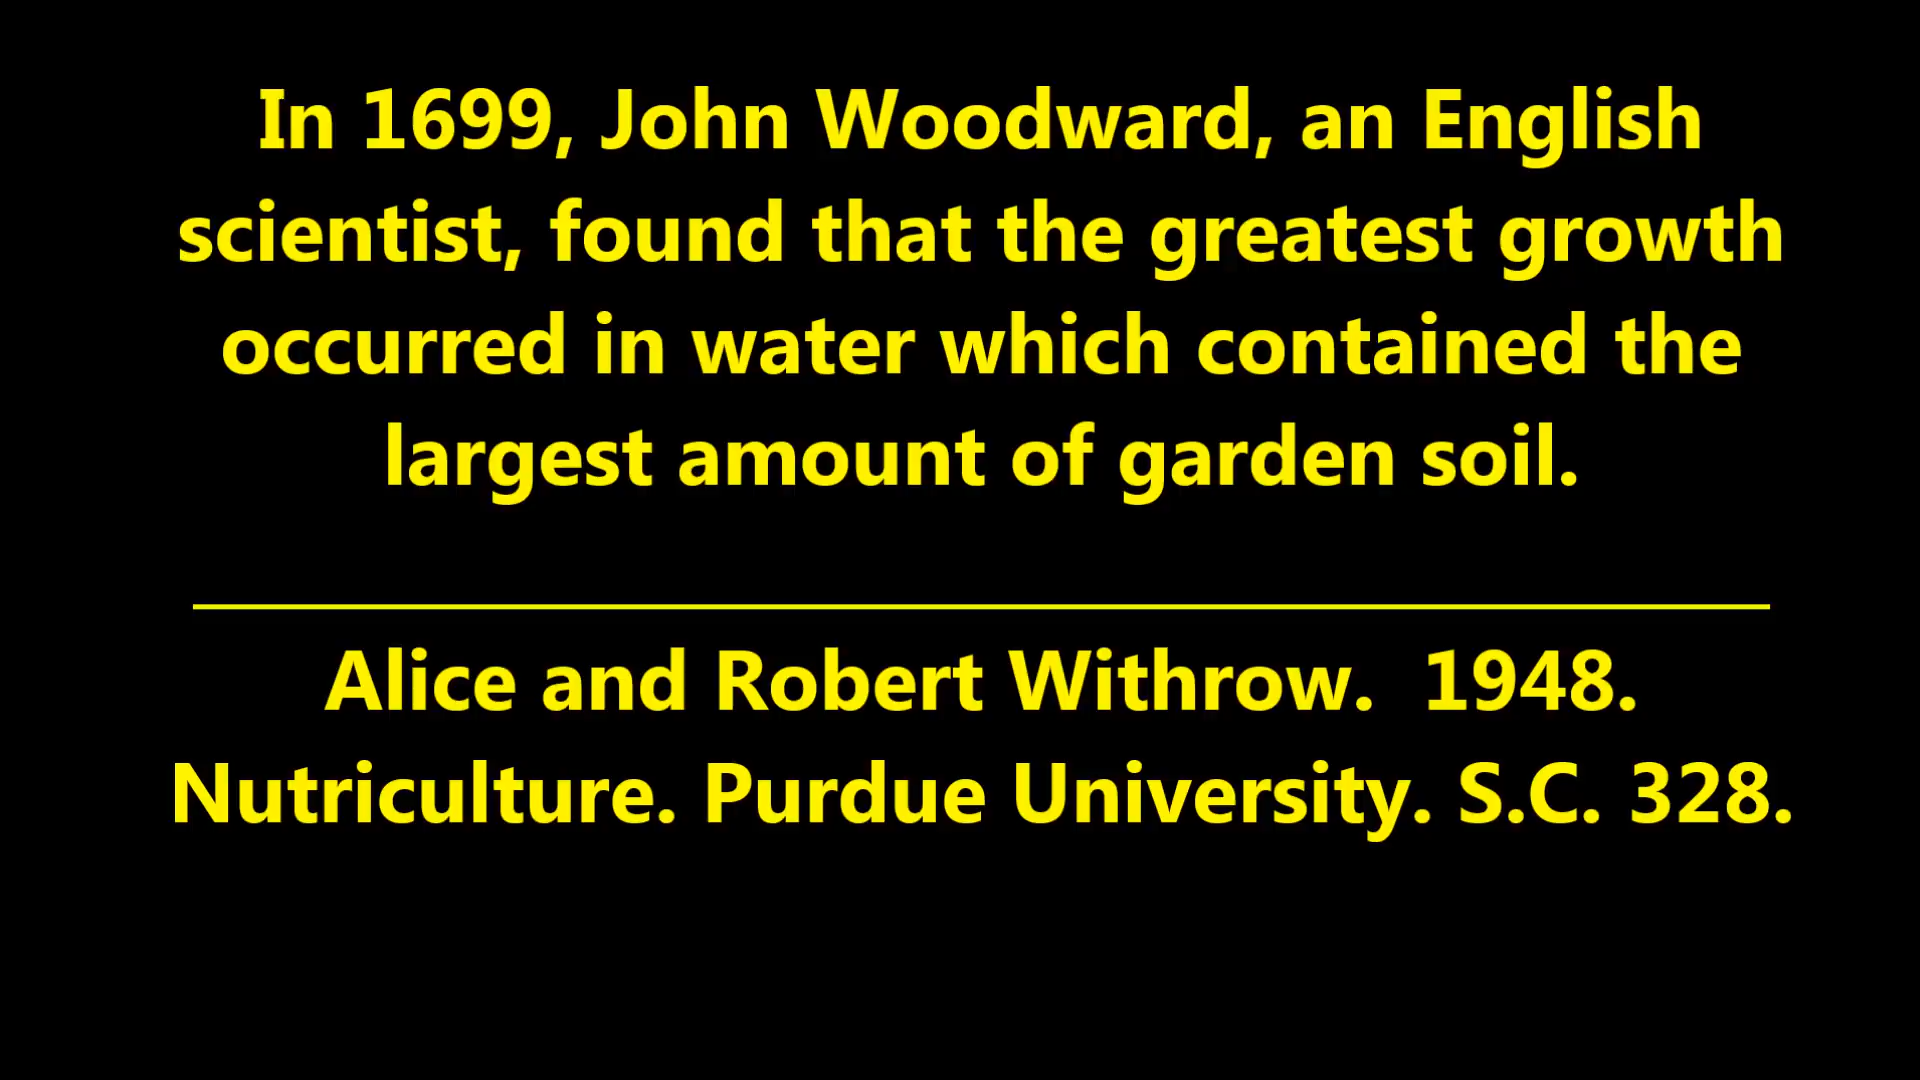 In 1699, John Woodward, an English
scientist, found that the greatest growth
occurred in water which contained the
largest amount of garden soil.
Alice and Robert Withrow.  1948.
Nutriculture. Purdue University. S.C. 328.